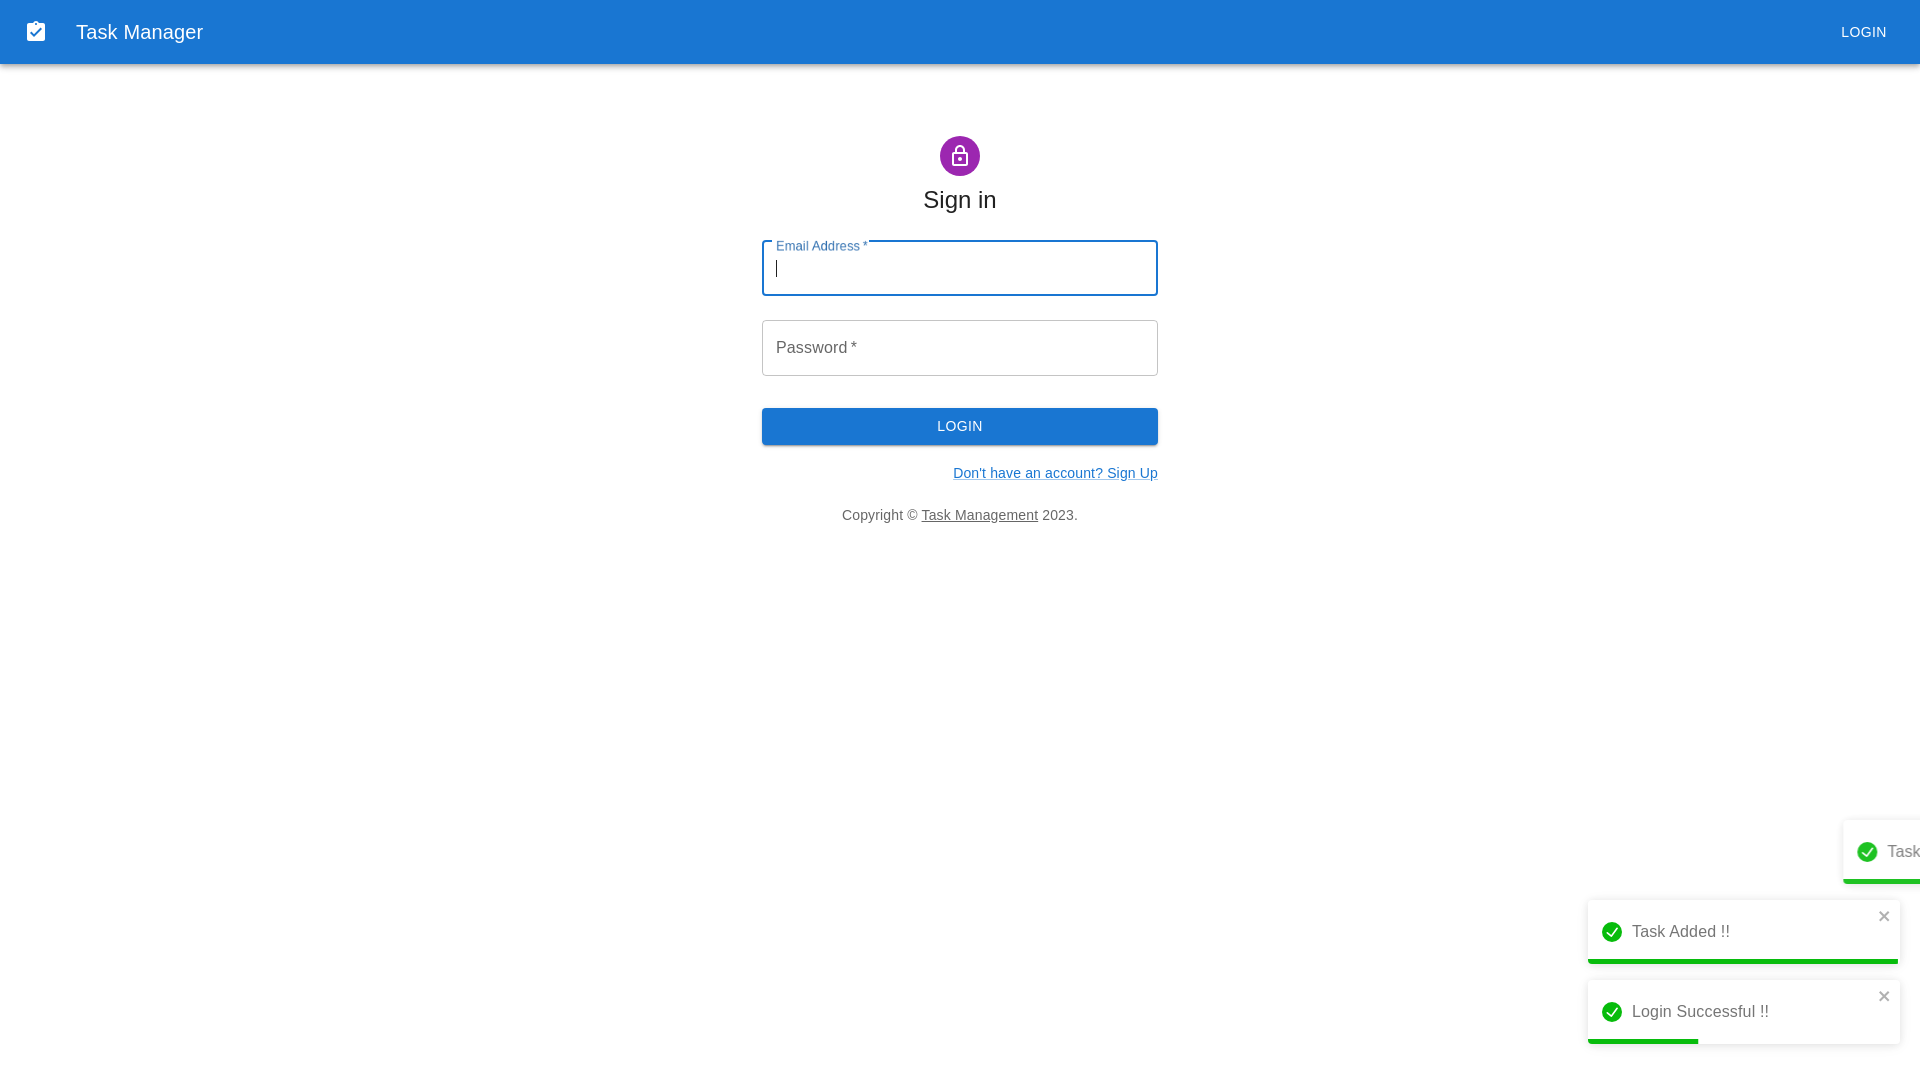 Task Manager
LOGIN
Sign in
Email Address *
Password *
LOGIN
Don't have an account? Sign Up
Copyright © Task Management 2023.
Task
Task Added !!
Login Successful !!